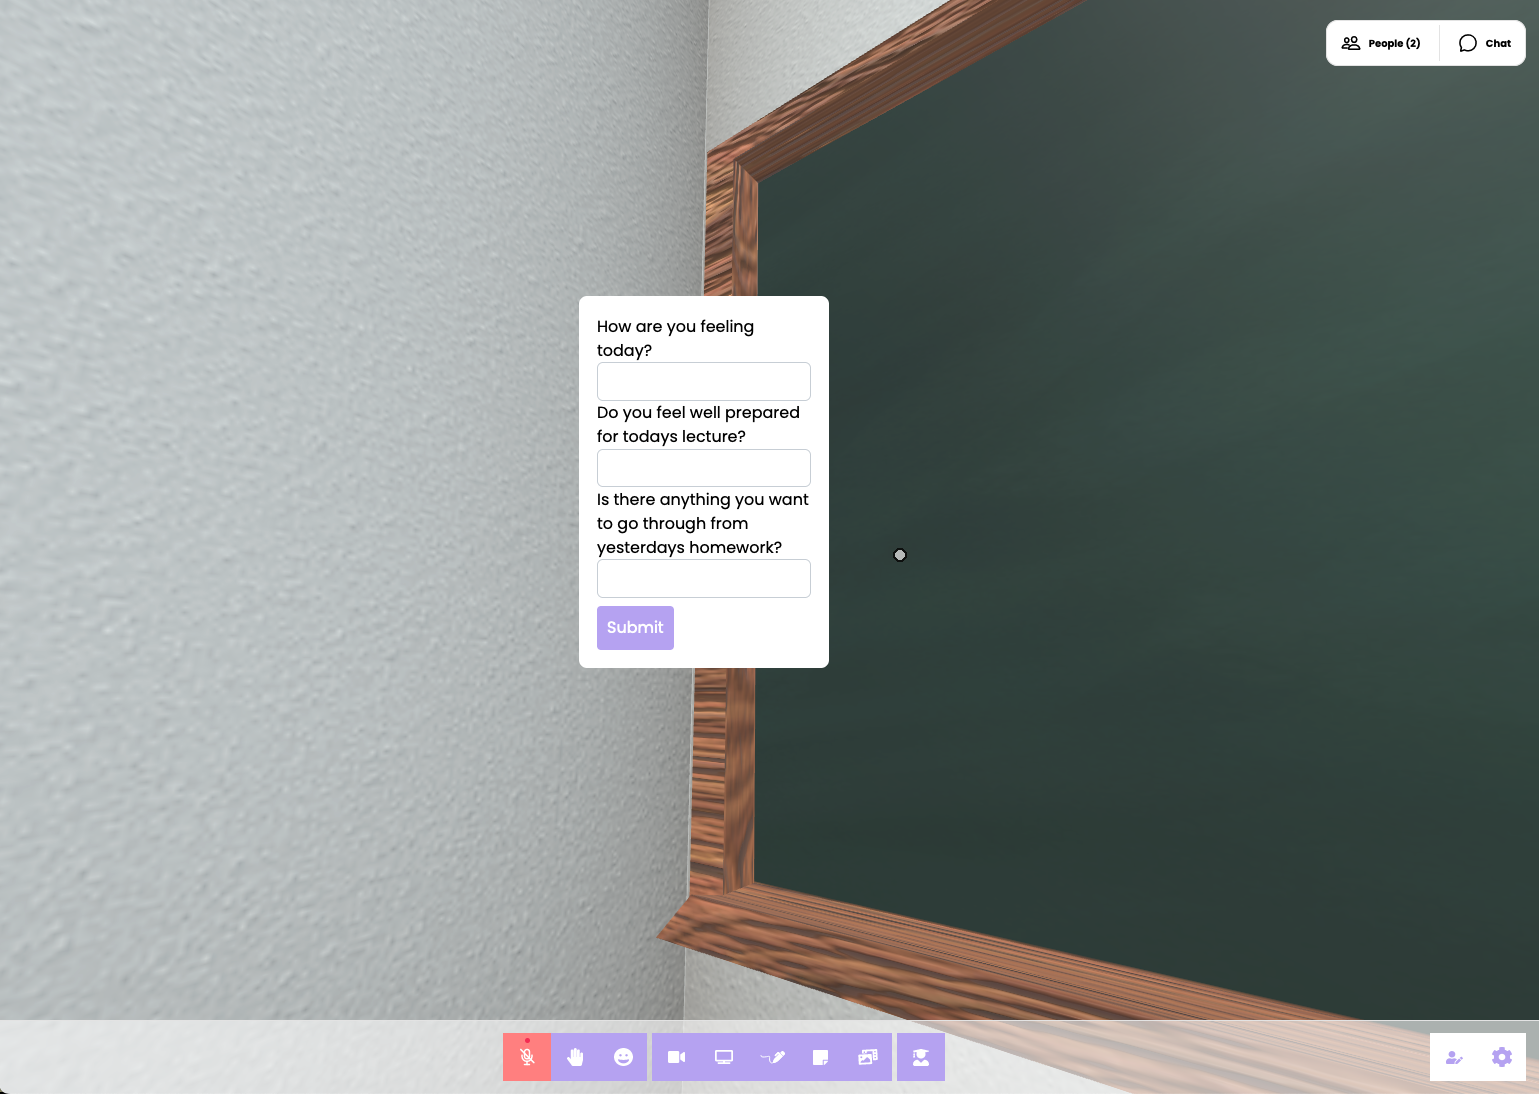 People (2)
Chat
How are you feeling
today?
Do you feel well prepared
for todays lecture?
Is there anything you want
to go through from
yesterdays homework?
Submit